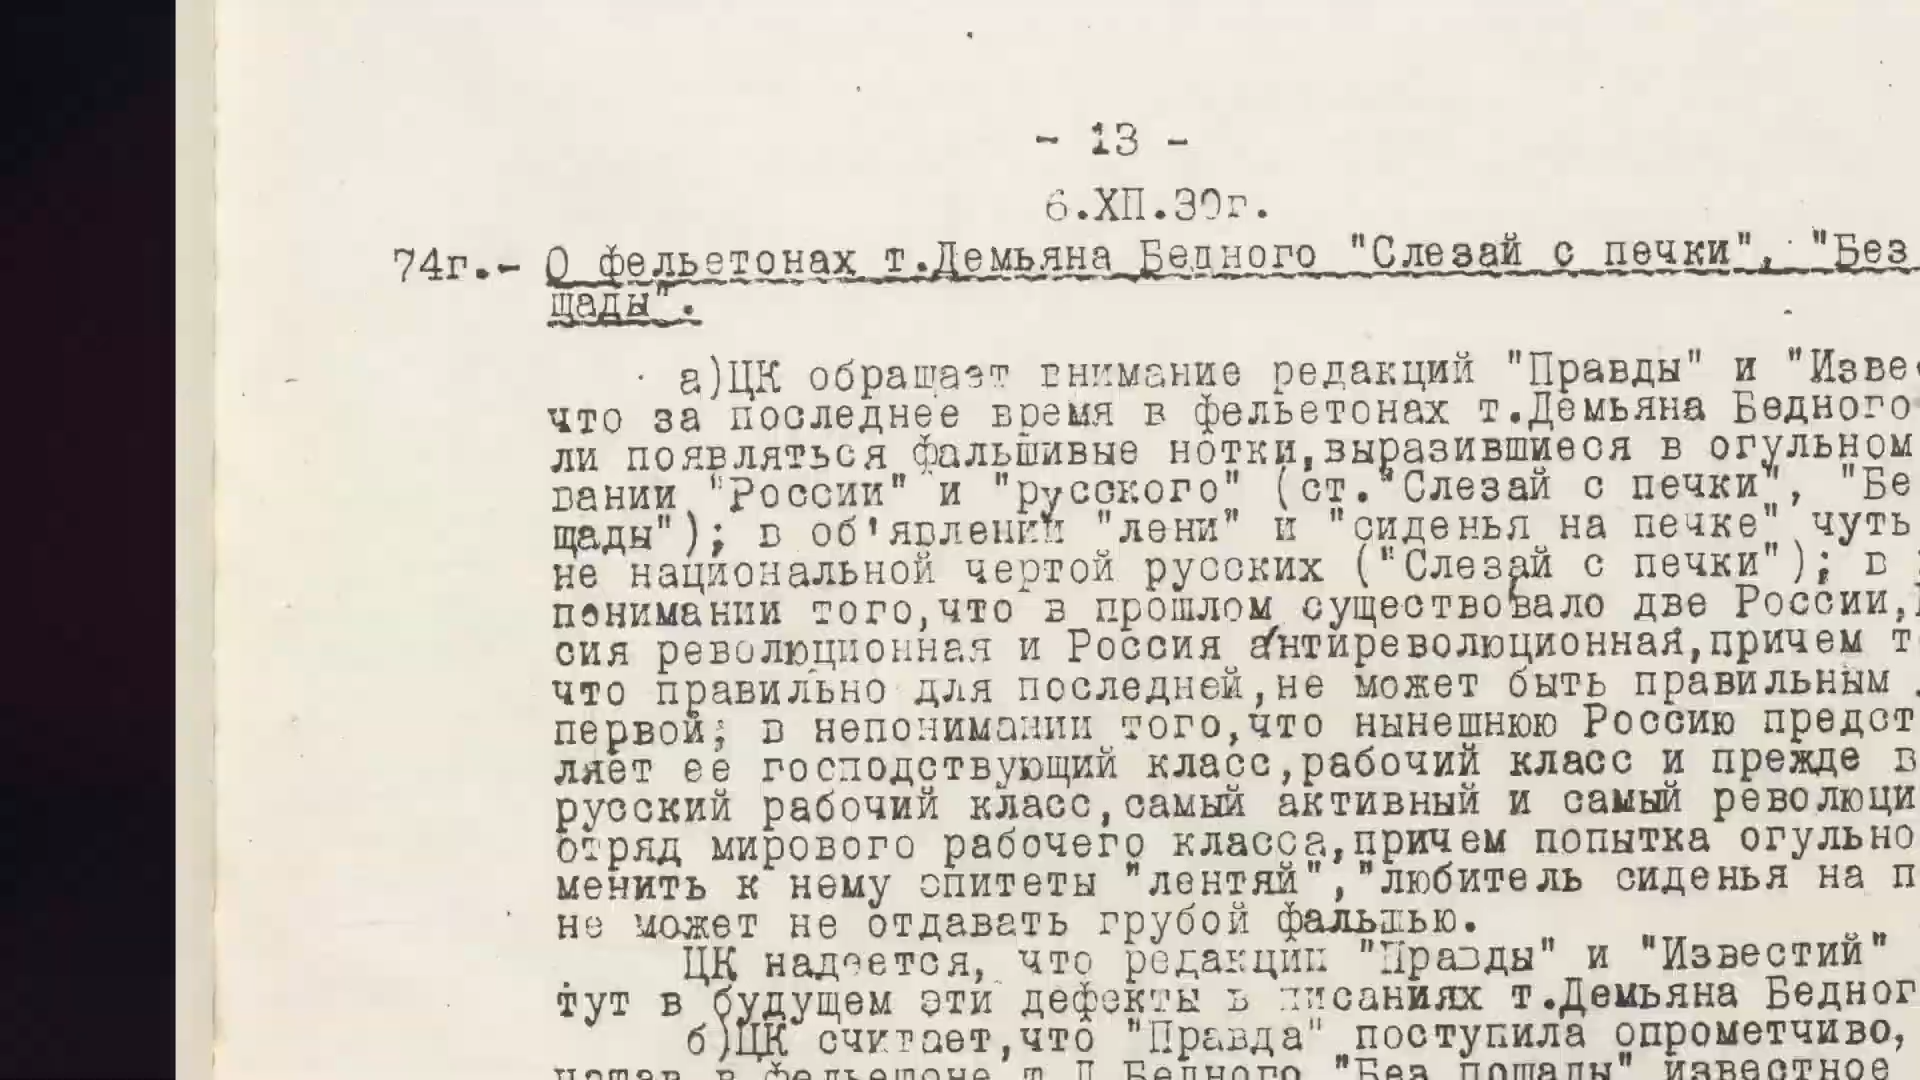 - 13 -
6.ХП.30г.
74г.- О фельетонах т.Демьяна Бедного "Слезай с печки", "Без
щады".
а)ЦК обращает внимание редакций "Правды" и "Изве
что за последнее время в фельетонах т.Демьяна Бедного
ли появляться фальшивые нотки,выразившиеся в огульном
вании "России" и "русского" (ст."Слезай с печки", "Бе
щады"); в об'явлении "лени" и "сиденья на печке" чуть
не национальной чертой русских ("Слезай с печки"); в
понимании того,что в прошлом существовало две России,
сия революционная и Россия антиреволюционная,причем т
что правильно для последней,не может быть правильным
первой; в непонимании того,что нынешнюю Россию предст
ляет ее господствующий класс,рабочий класс и прежде в
русский рабочий класс,самый активный и самый революци
отряд мирового рабочего класса,причем попытка огульно
менить к нему эпитеты "лентяй","любитель сиденья на п
не может не отдавать грубой фальшью.
ЦК надеется, что редакции "Правды" и "Известий"
тут в будущем эти дефекты в писаниях т.Демьяна Бедног
б)ЦК считает,что "Правда" поступила опрометчиво,
в фельетоне т.Д.Бедного "Без пощады" известное